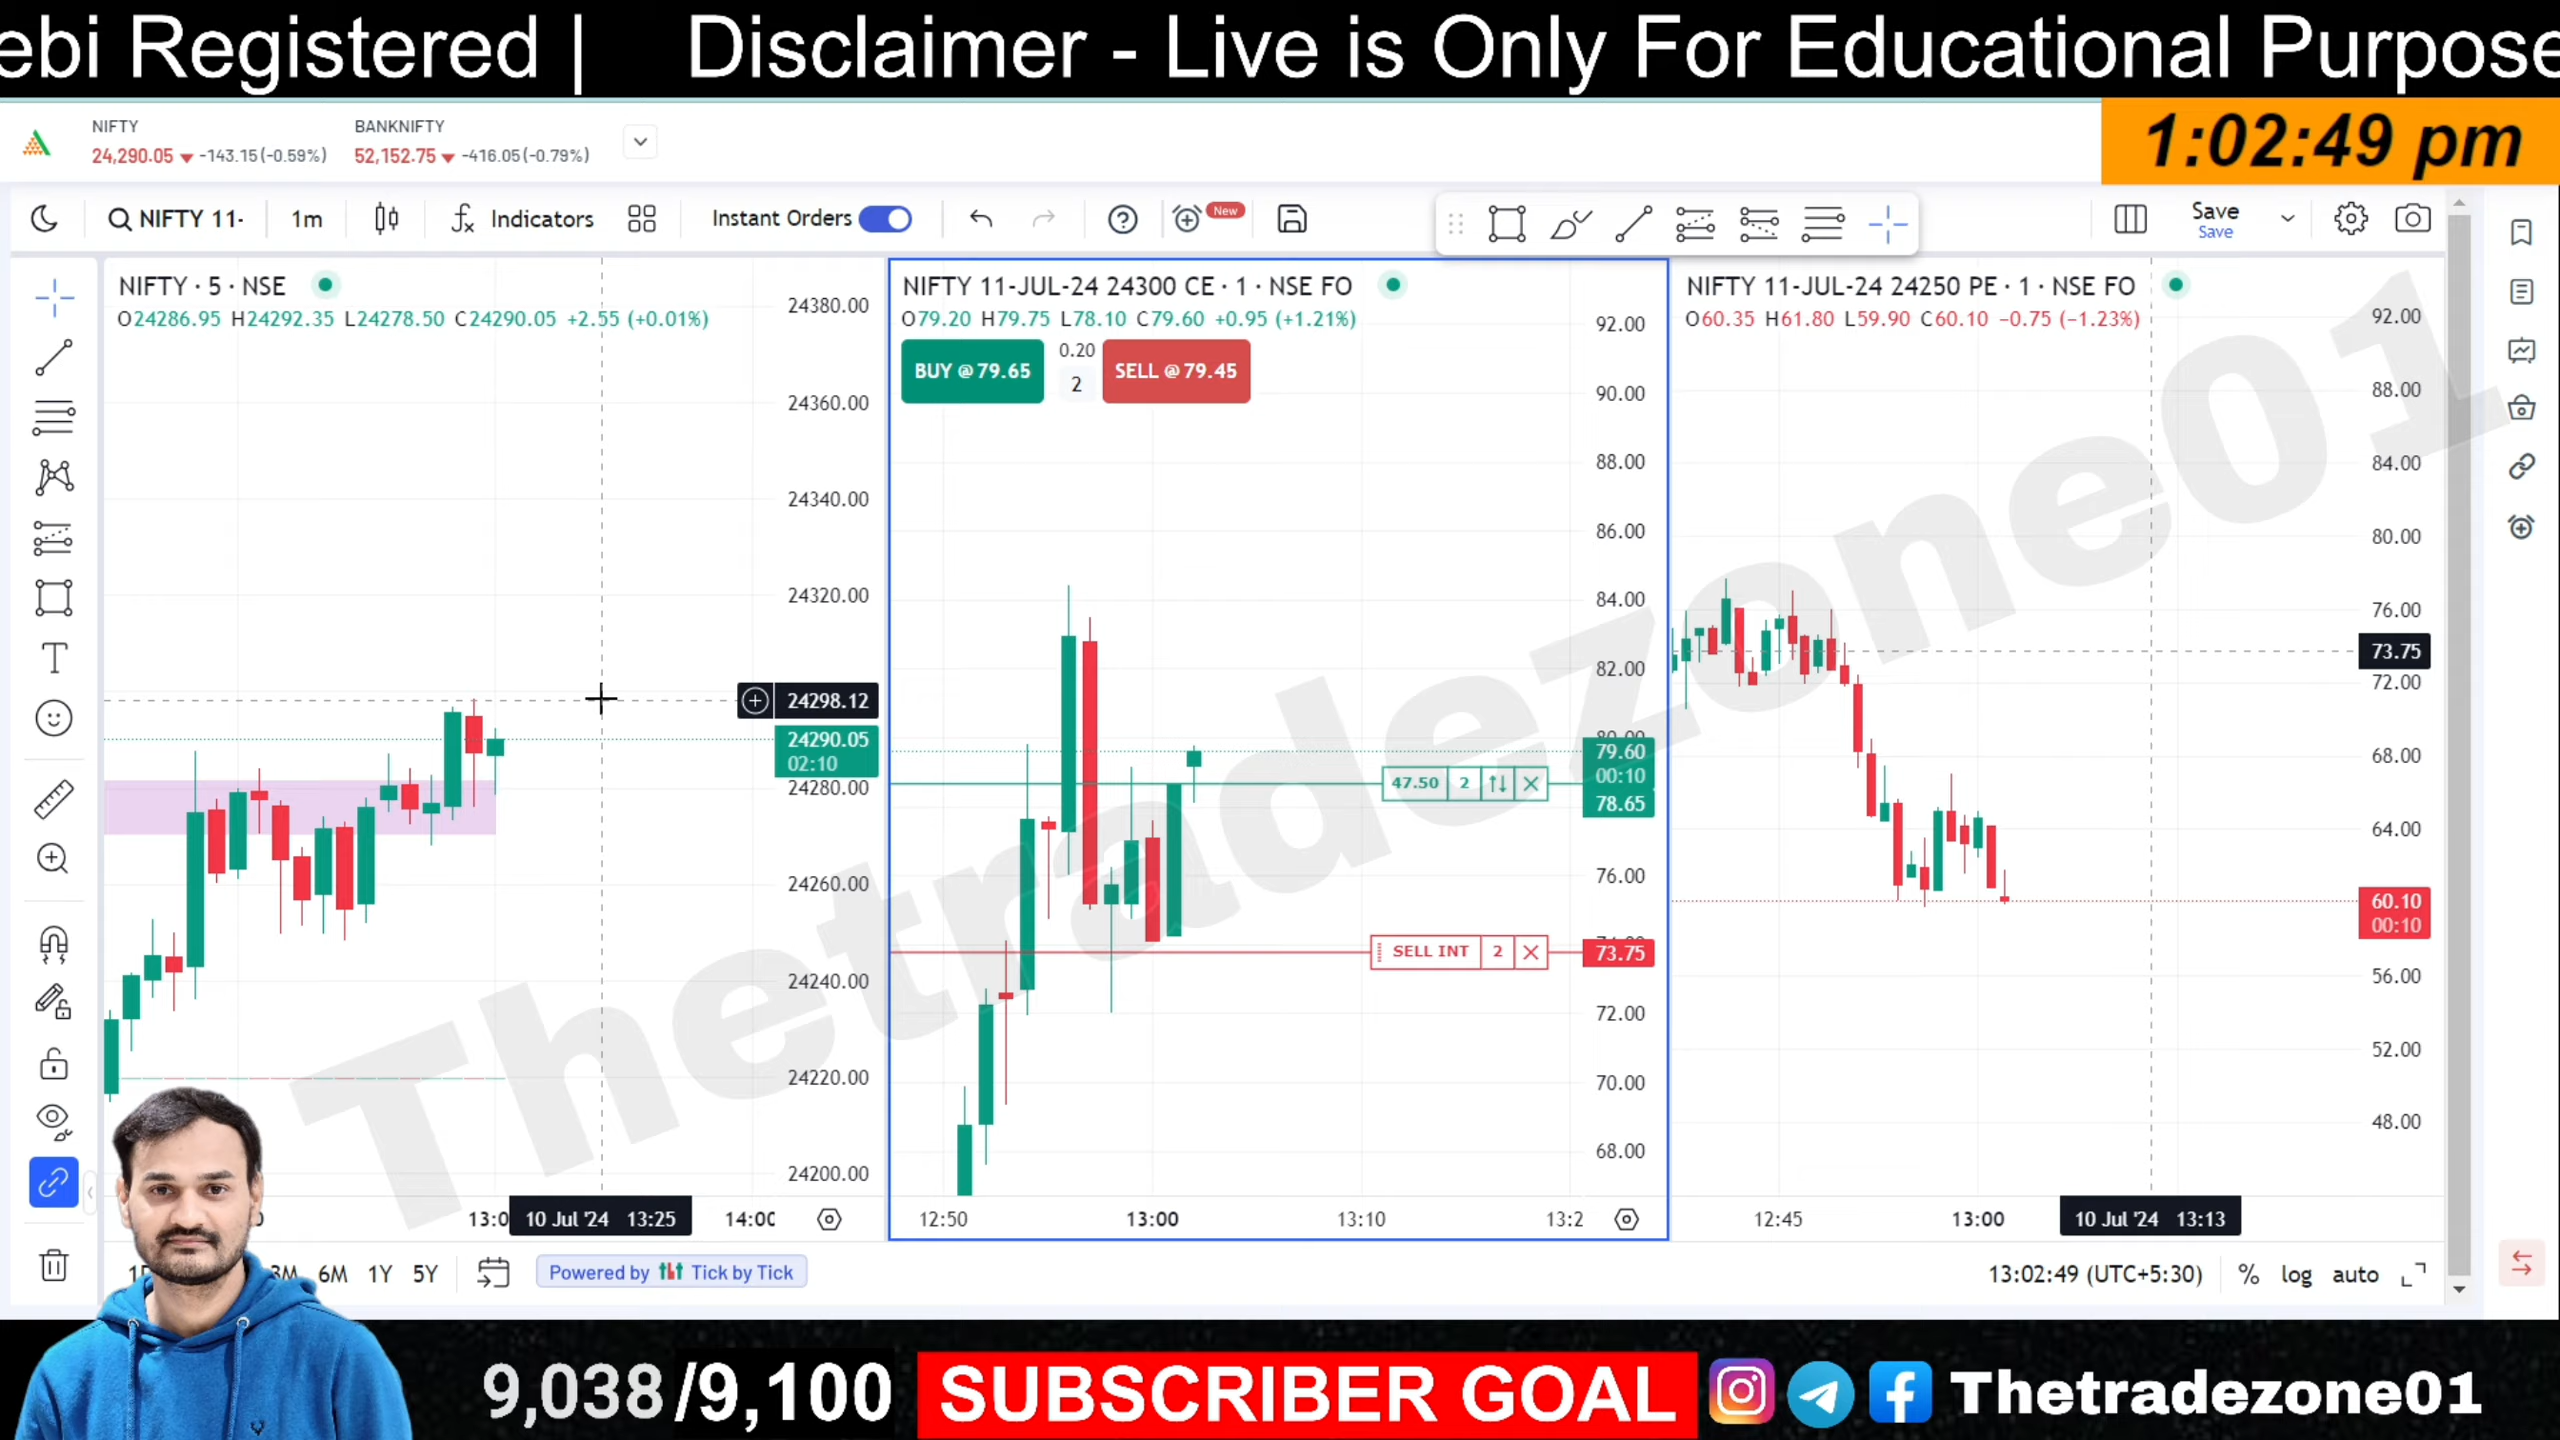 ebi Registered |    Disclaimer - Live is Only For Educational Purpose
NIFTY
24,290.05 ▼ -143.15(-0.59%)
BANKNIFTY
52,152.75 ▼ -416.05(-0.79%)
1:02:49 pm
NIFTY 11-
1m
Indicators
Instant Orders
New
Save
Save
NIFTY · 5 · NSE
O24286.95 H24292.35 L24278.50 C24290.05 +2.55 (+0.01%)
24380.00
24360.00
24340.00
24320.00
24298.12
24290.05
02:10
24280.00
24260.00
24240.00
24220.00
24200.00
13:0
10 Jul '24 13:25
14:00
NIFTY 11-JUL-24 24300 CE · 1 · NSE FO
O79.20 H79.75 L78.10 C79.60 +0.95 (+1.21%)
BUY @ 79.65
0.20
2
SELL @ 79.45
92.00
90.00
88.00
86.00
84.00
82.00
79.60
00:10
78.65
47.50 2
76.00
SELL INT 2
73.75
72.00
70.00
68.00
12:50
13:00
13:10
13:2
NIFTY 11-JUL-24 24250 PE · 1 · NSE FO
O60.35 H61.80 L59.90 C60.10 −0.75 (−1.23%)
92.00
88.00
84.00
80.00
76.00
73.75
72.00
68.00
64.00
60.10
00:10
56.00
52.00
48.00
12:45
13:00
10 Jul '24 13:13
Thetradezone01
3M 6M 1Y 5Y
Powered by Tick by Tick
13:02:49 (UTC+5:30)
%
log
auto
9,038/9,100
SUBSCRIBER GOAL
Thetradezone01